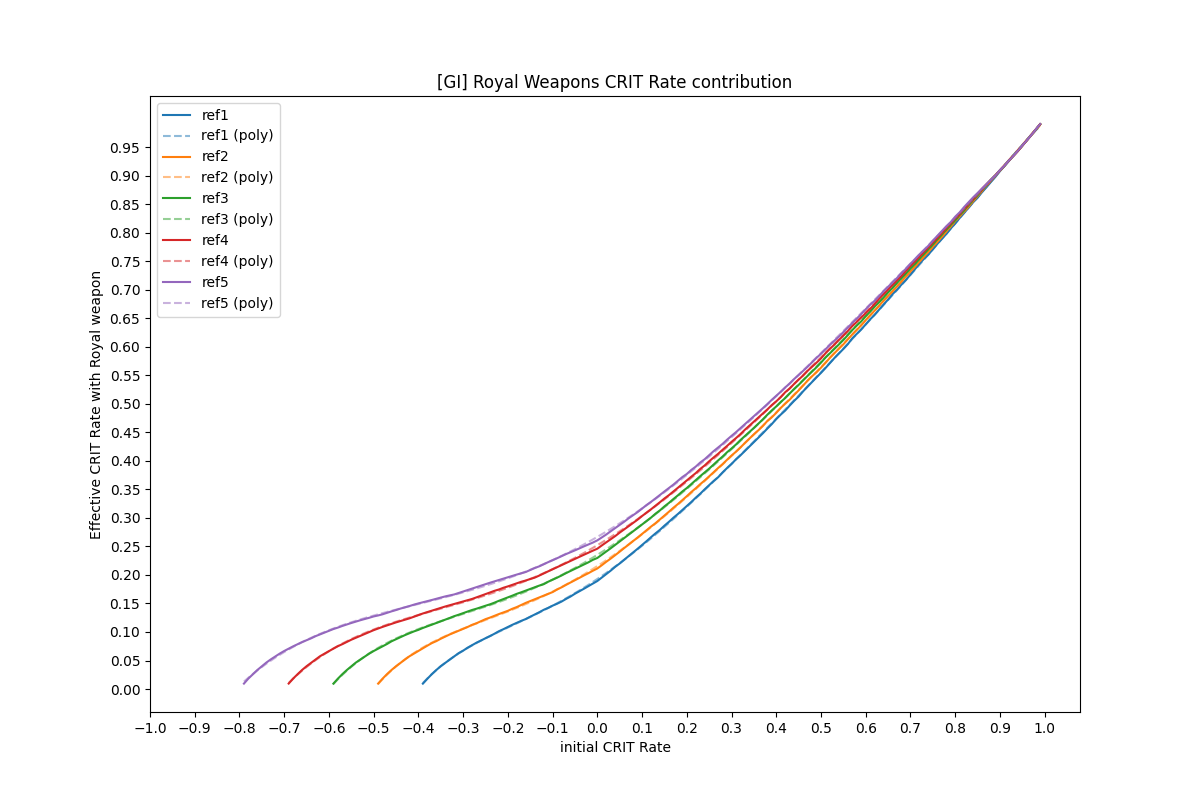 [GI] Royal Weapons CRIT Rate contribution
ref1
ref1 (poly)
ref2
ref2 (poly)
ref3
ref3 (poly)
ref4
ref4 (poly)
ref5
ref5 (poly)
Effective CRIT Rate with Royal weapon
0.95
0.90
0.85
0.80
0.75
0.70
0.65
0.60
0.55
0.50
0.45
0.40
0.35
0.30
0.25
0.20
0.15
0.10
0.05
0.00
−1.0 −0.9 −0.8 −0.7 −0.6 −0.5 −0.4 −0.3 −0.2 −0.1 0.0 0.1 0.2 0.3 0.4 0.5 0.6 0.7 0.8 0.9 1.0
initial CRIT Rate